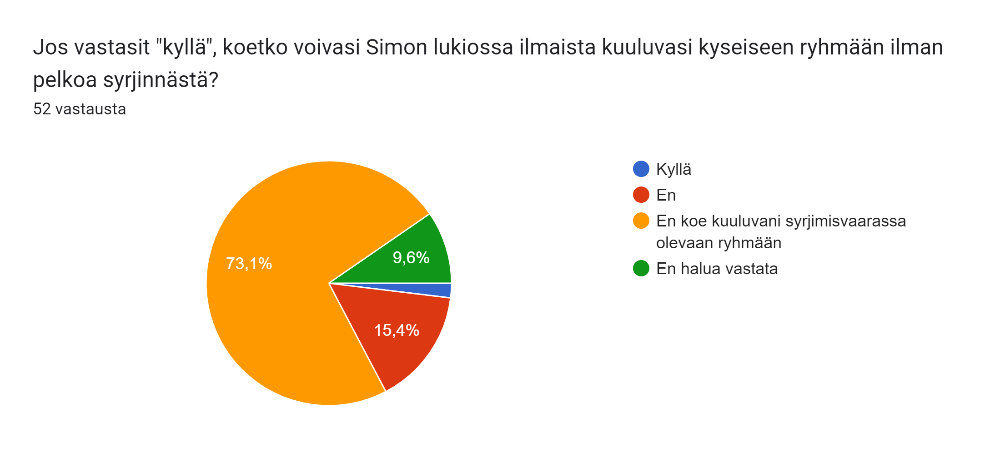 Jos vastasit "kyllä", koetko voivasi Simon lukiossa ilmaista kuuluvasi kyseiseen ryhmään ilman
pelkoa syrjinnästä?
52 vastausta
Kyllä
En
En koe kuuluvani syrjimisvaarassa
olevaan ryhmään
En halua vastata
73,1%
9,6%
15,4%